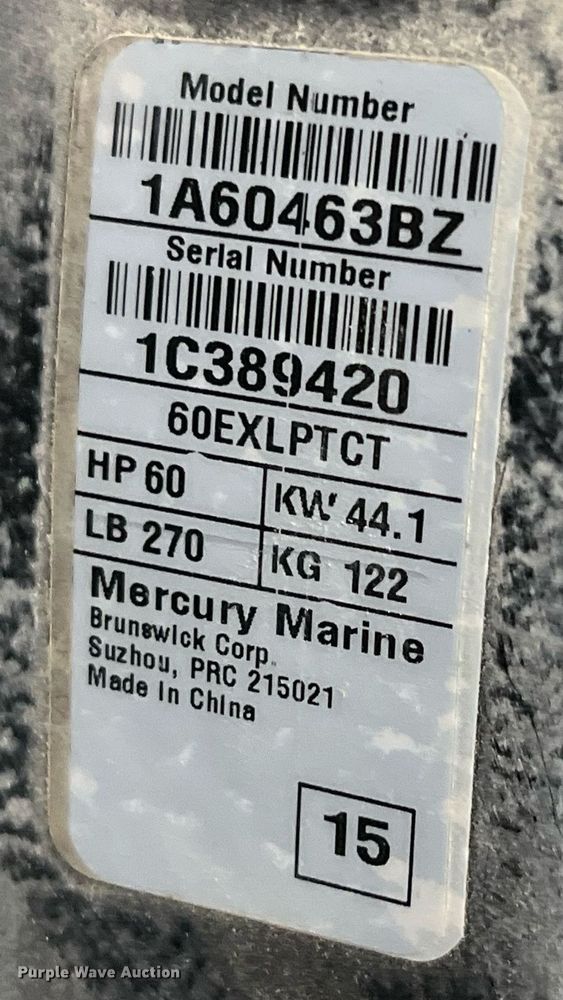 Model Number
1A60463BZ
Serial Number
1C389420
60EXLPTCT
HP 60 KW 44.1
LB 270 KG 122
Mercury Marine
Brunswick Corp.
Suzhou, PRC 215021
Made In China
15
Purple Wave Auction